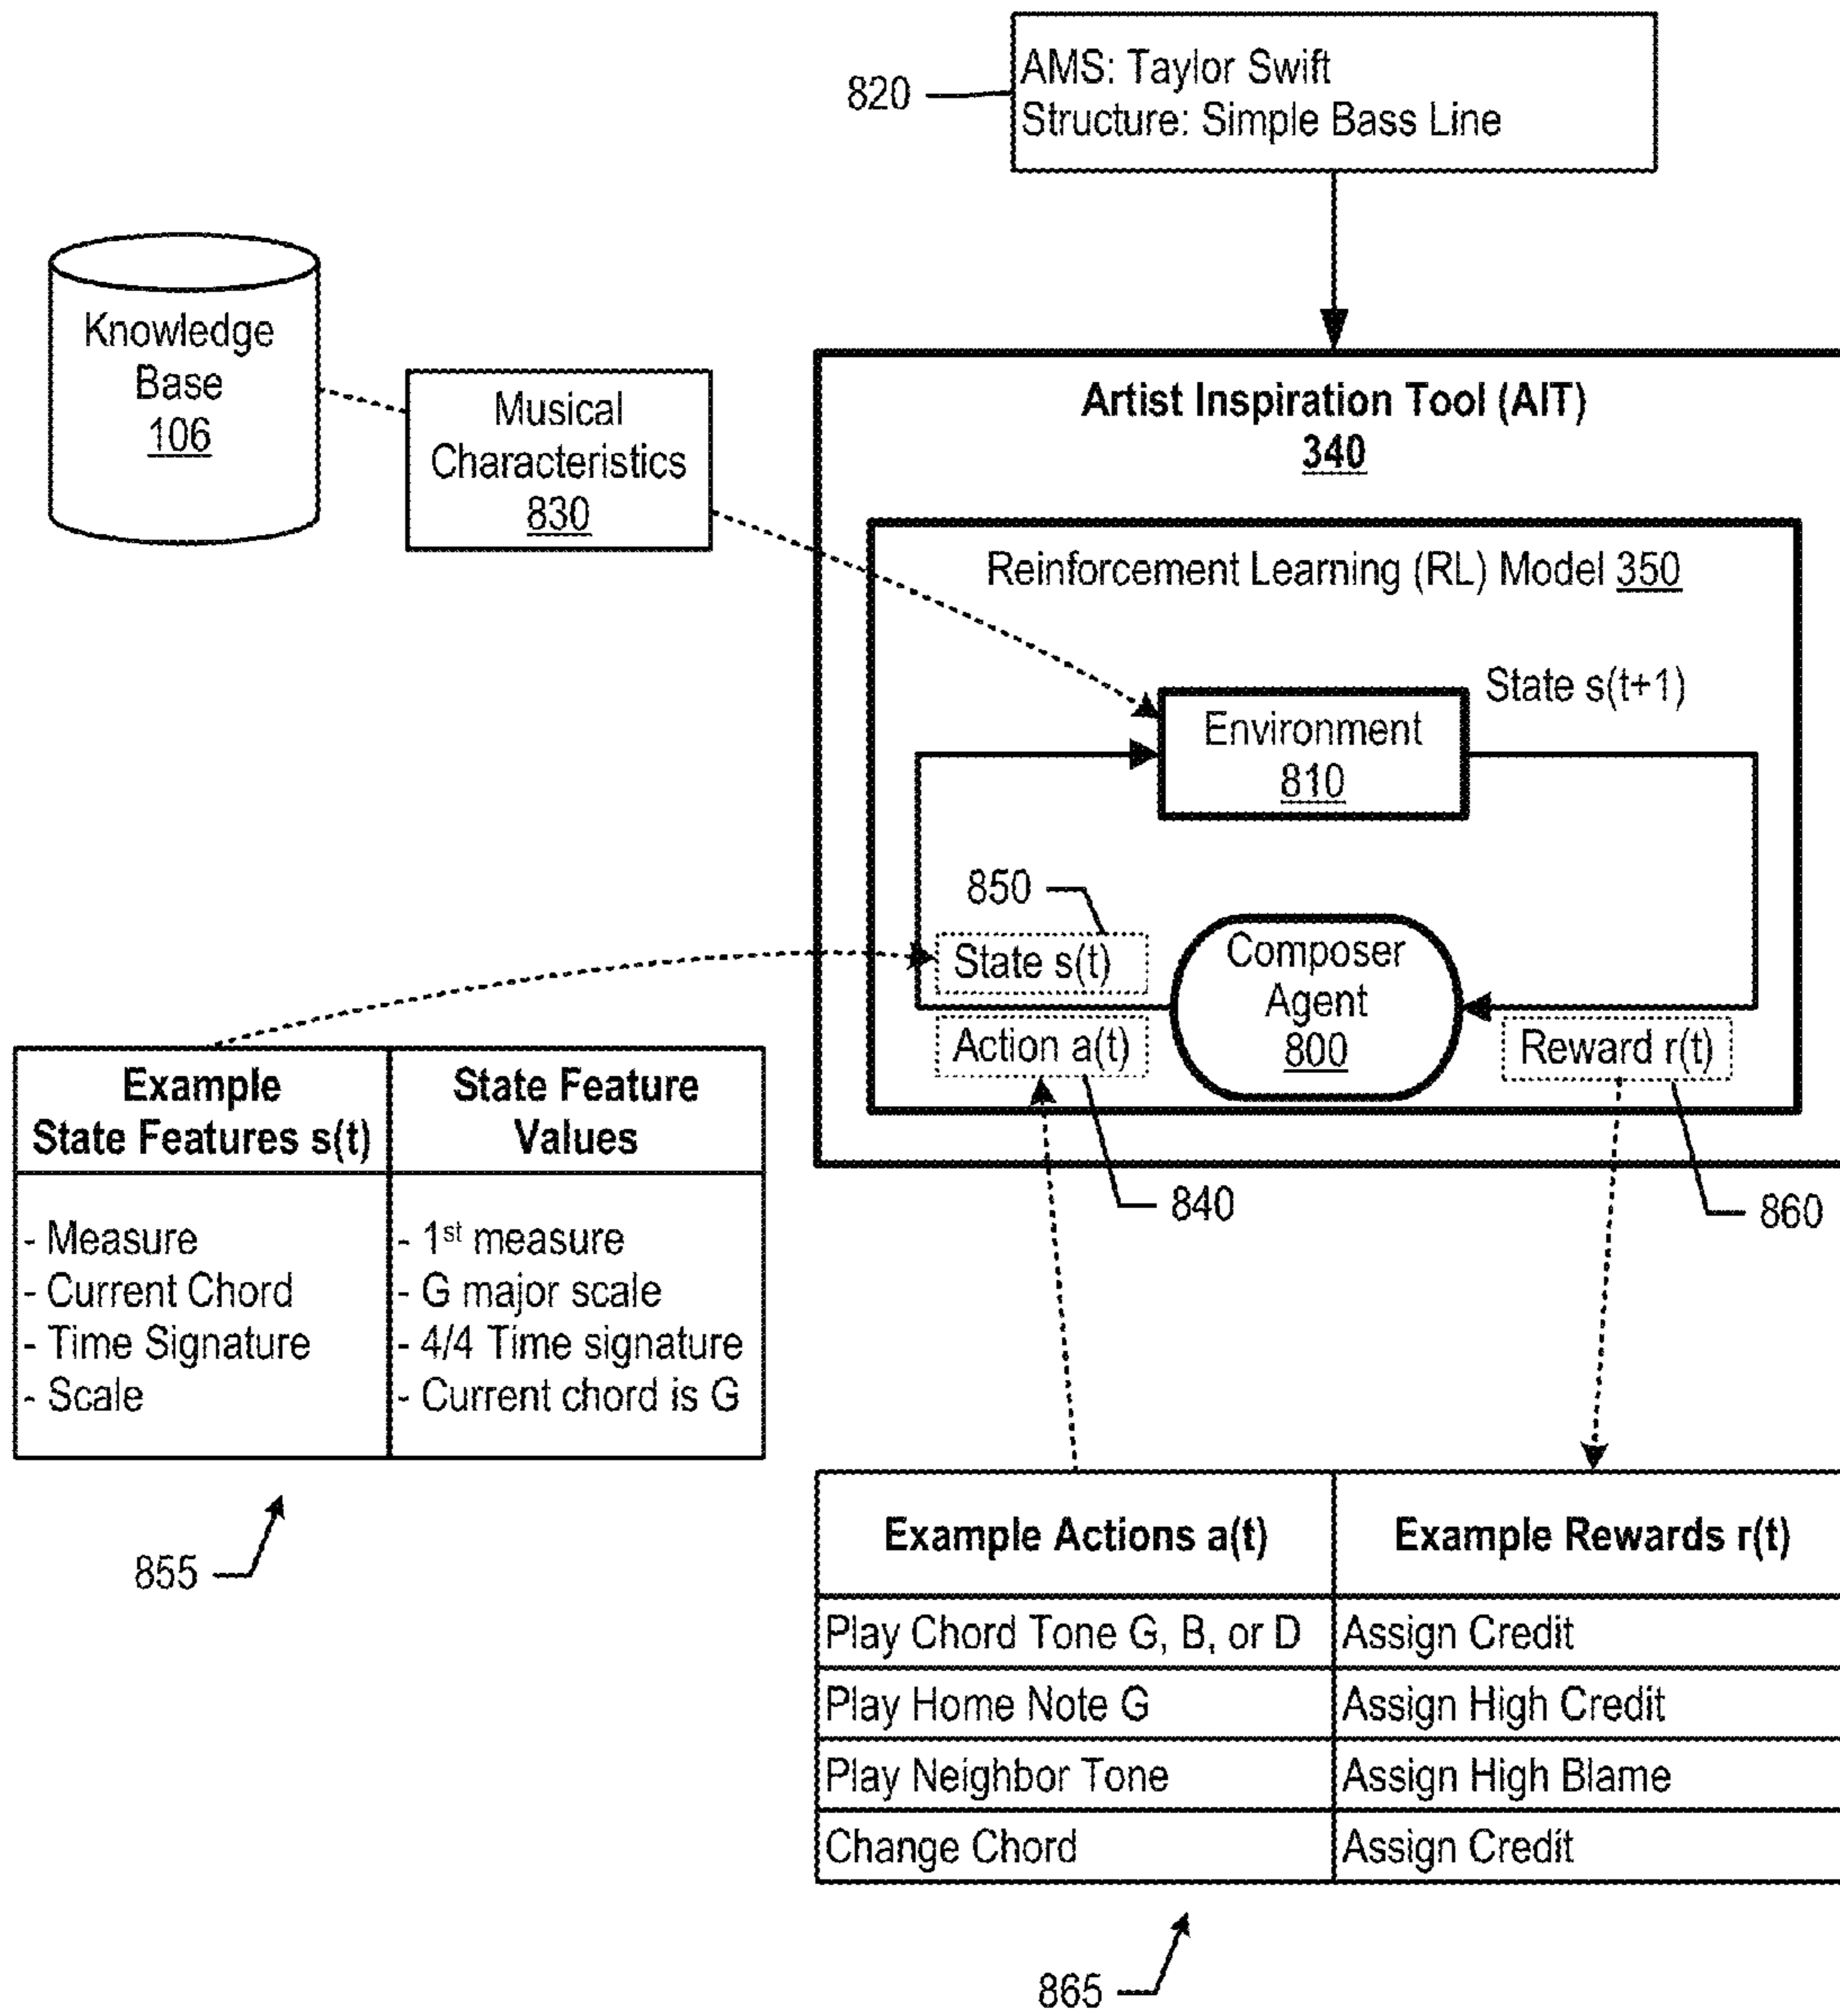 820
AMS: Taylor Swift
Structure: Simple Bass Line
Knowledge
Base
106
Musical
Characteristics
830
Artist Inspiration Tool (AIT)
340
Reinforcement Learning (RL) Model 350
State s(t+1)
Environment
810
850
State s(t)
Composer
Agent
800
Action a(t)
Reward r(t)
840
860
Example
State Features s(t)
State Feature
Values
- Measure
- Current Chord
- Time Signature
- Scale
- 1st measure
- G major scale
- 4/4 Time signature
- Current chord is G
855
Example Actions a(t)
Example Rewards r(t)
Play Chord Tone G, B, or D
Assign Credit
Play Home Note G
Assign High Credit
Play Neighbor Tone
Assign High Blame
Change Chord
Assign Credit
865